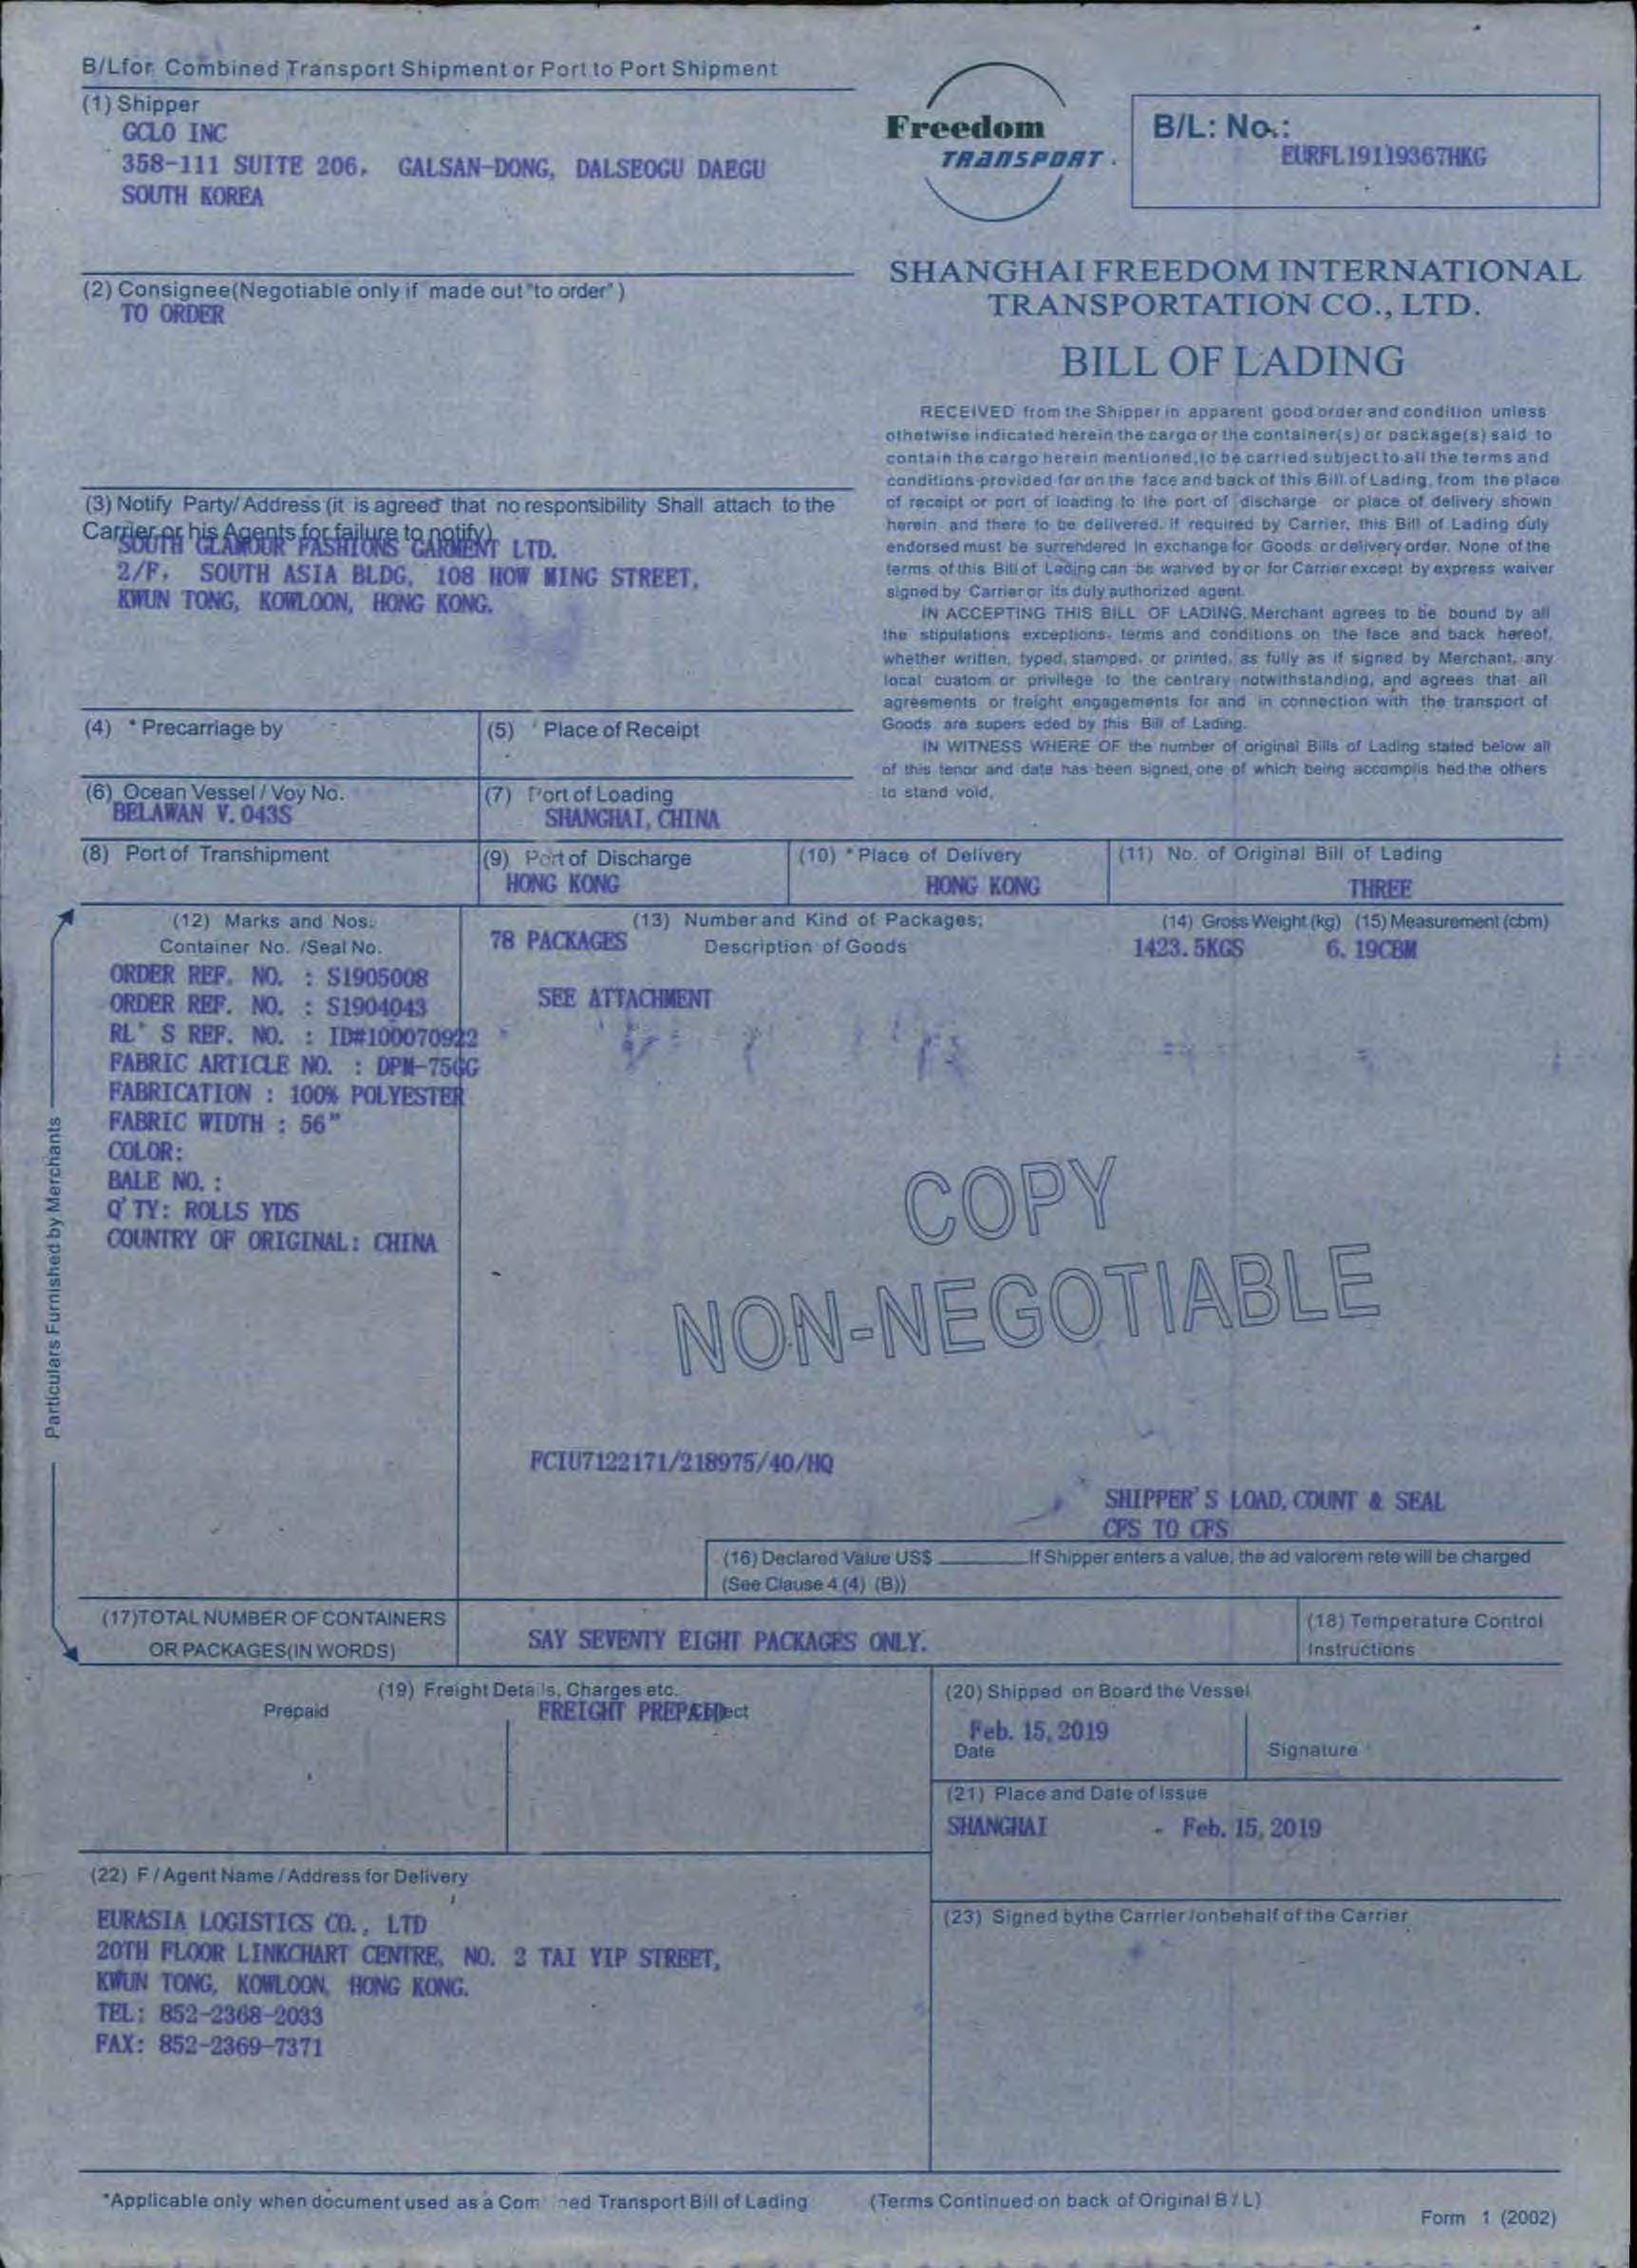 B/Lfor Combined Transport Shipment or Port to Port Shipment
(1) Shipper
GCLO INC
358-111 SUITE 206, GALSAN-DONG, DALSEOGU DAEGU
SOUTH KOREA
Freedom
TRANSPORT
B/L: No.:
EURFL19119367HKG
(2) Consignee(Negotiable only if made out "to order")
TO ORDER
SHANGHAI FREEDOM INTERNATIONAL
TRANSPORTATION CO., LTD.
BILL OF LADING
RECEIVED from the Shipper in apparent good order and condition unless
othetwise indicated herein the cargo or the container(s) or package(s) said to
contain the cargo herein mentioned, to be carried subject to all the terms and
conditions provided for on the face and back of this Bill of Lading, from the place
of receipt or port of loading to the port of discharge or place of delivery shown
herein and there to be delivered. If required by Carrier, this Bill of Lading duly
endorsed must be surrendered in exchange for Goods or delivery order. None of the
terms of this Bill of Lading can be waived by or for Carrier except by express waiver
signed by Carrier or its duly authorized agent.
IN ACCEPTING THIS BILL OF LADING, Merchant agrees to be bound by all
the stipulations exceptions, terms and conditions on the face and back hereof,
whether written, typed, stamped, or printed, as fully as if signed by Merchant, any
local custom or privilege to the centrary notwithstanding, and agrees that all
agreements or freight engagements for and in connection with the transport of
Goods are supers eded by this Bill of Lading.
IN WITNESS WHERE OF the number of original Bills of Lading stated below all
of this tenor and date has been signed, one of which being accomplis hed the others
to stand void.
(3) Notify Party/Address (it is agreed that no responsibility Shall attach to the
Carrier or his Agents for failure to notify)
SOUTH GLAMOUR FASHIONS GARMENT LTD.
2/F, SOUTH ASIA BLDG, 108 HOW MING STREET,
KWUN TONG, KOWLOON, HONG KONG.
(4) * Precarriage by
(5) * Place of Receipt
(6) Ocean Vessel / Voy No.
BELAWAN V.043S
(7) Port of Loading
SHANGHAI, CHINA
(8) Port of Transhipment
(9) Port of Discharge
HONG KONG
(10) * Place of Delivery
HONG KONG
(11) No. of Original Bill of Lading
THREE
(12) Marks and Nos.
Container No. /Seal No.
(13) Number and Kind of Packages;
Description of Goods
(14) Gross Weight (kg) (15) Measurement (cbm)
78 PACKAGES
1423.5KGS 6.19CBM
SEE ATTACHMENT
ORDER REF. NO. : S1905008
ORDER REF. NO. : S1904043
RL'S REF. NO. : ID#100070922
FABRIC ARTICLE NO. : DPM-756G
FABRICATION : 100% POLYESTER
FABRIC WIDTH : 56"
COLOR:
BALE NO. :
Q'TY: ROLLS YDS
COUNTRY OF ORIGINAL: CHINA
Particulars Furnished by Merchants
COPY
NON-NEGOTIABLE
FCIU7122171/218975/40/HQ
SHIPPER'S LOAD, COUNT & SEAL
CFS TO CFS
(16) Declared Value US$ ________ If Shipper enters a value, the ad valorem rete will be charged
(See Clause 4 (4) (B))
(17)TOTAL NUMBER OF CONTAINERS
OR PACKAGES(IN WORDS)
SAY SEVENTY EIGHT PACKAGES ONLY.
(18) Temperature Control
Instructions
(19) Freight Details, Charges etc.
Prepaid
FREIGHT PREPAID
(20) Shipped on Board the Vessel
Feb. 15, 2019
Date
Signature
(21) Place and Date of Issue
SHANGHAI - Feb. 15, 2019
(22) F / Agent Name / Address for Delivery
EURASIA LOGISTICS CO., LTD
20TH FLOOR LINKCHART CENTRE, NO. 2 TAI YIP STREET,
KWUN TONG, KOWLOON, HONG KONG.
TEL: 852-2368-2033
FAX: 852-2369-7371
(23) Signed bythe Carrier /onbehalf of the Carrier
*Applicable only when document used as a Com ned Transport Bill of Lading
(Terms Continued on back of Original B / L)
Form 1 (2002)